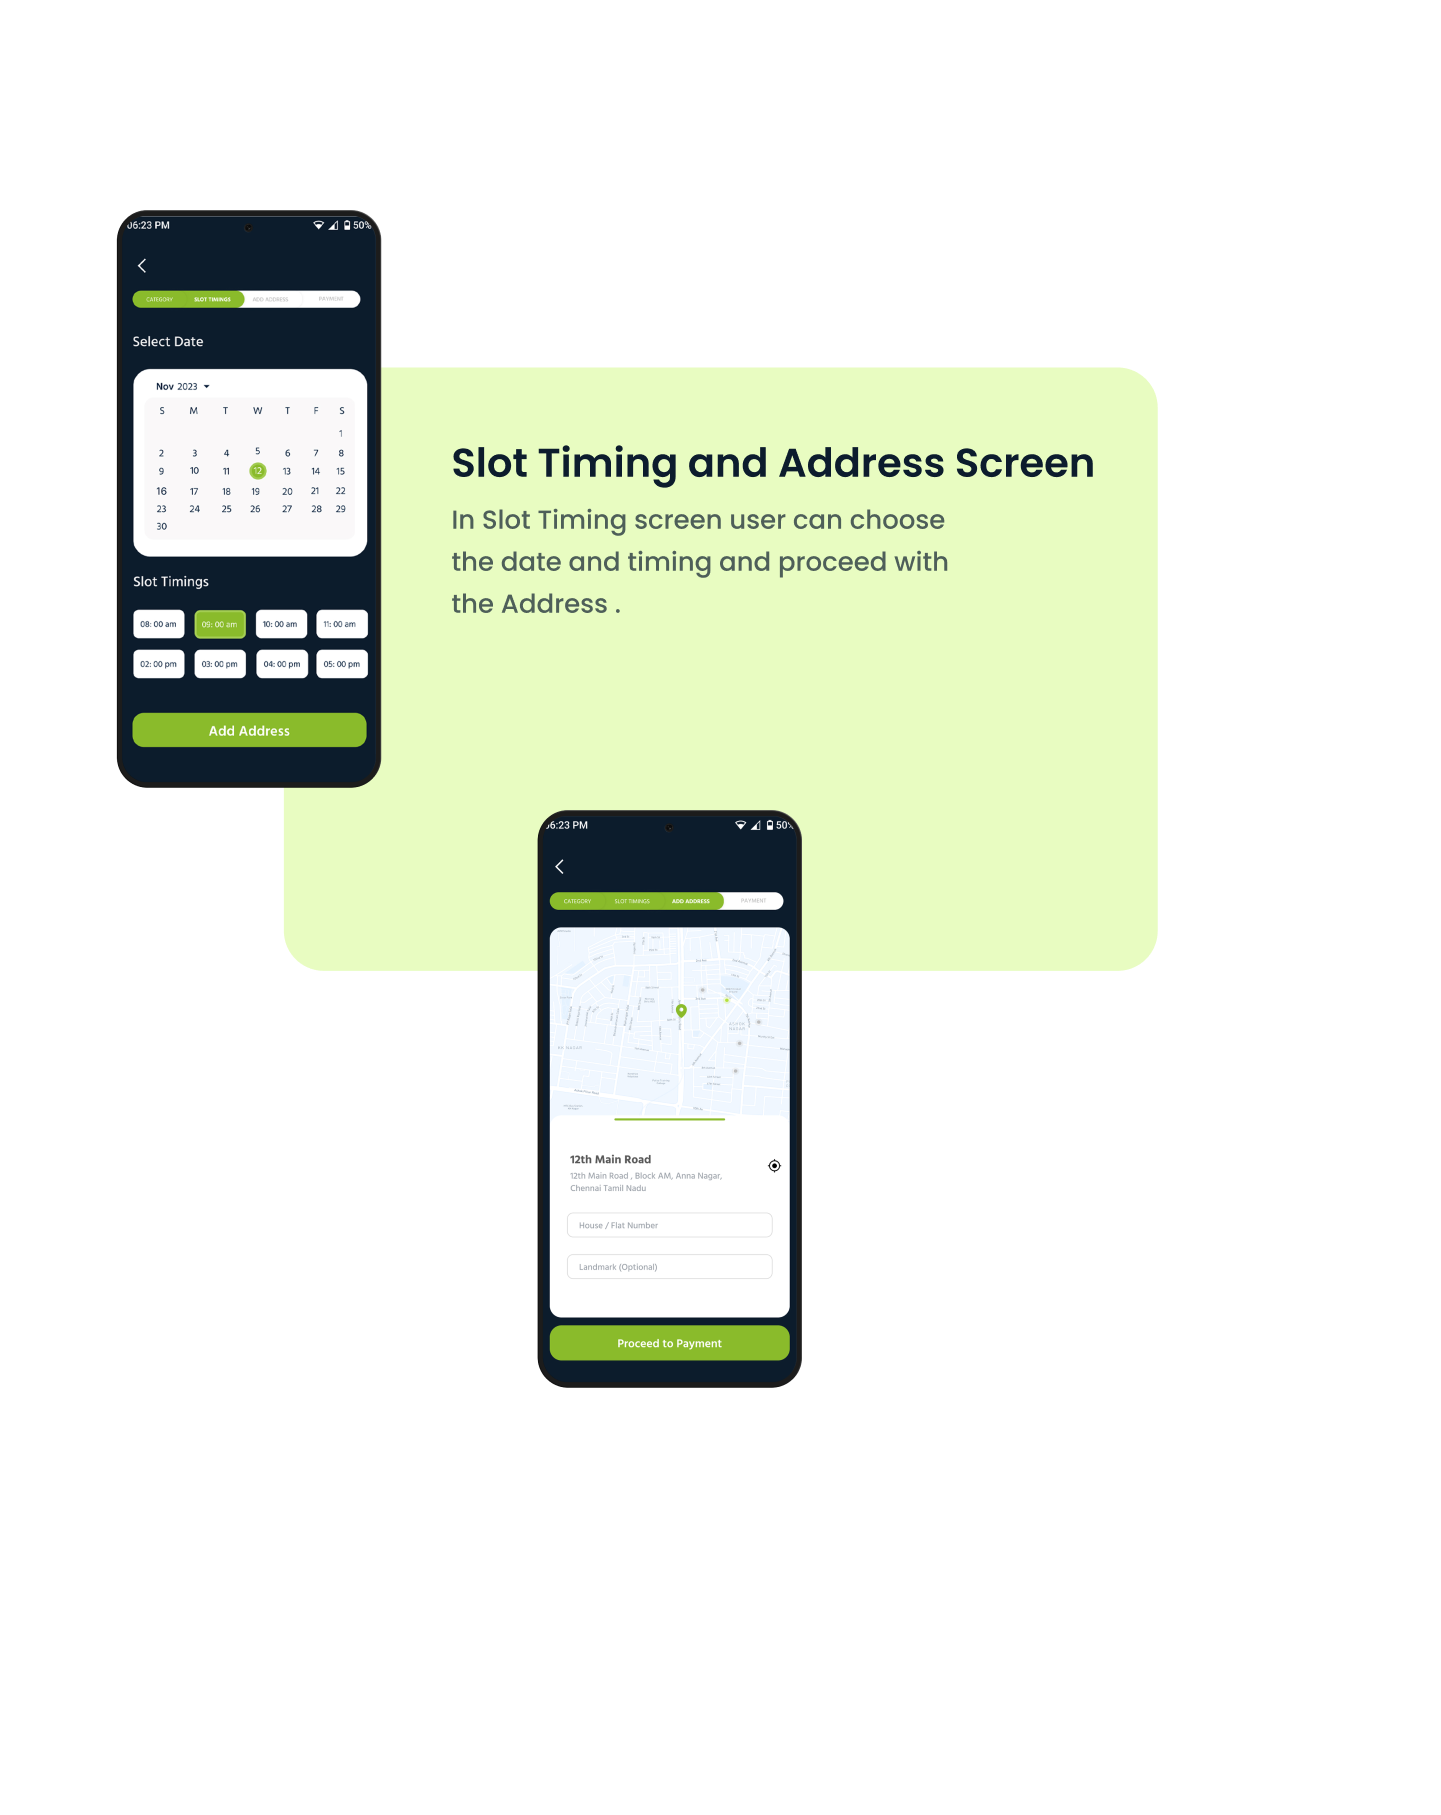 06:23 PM 50%
CATEGORY SLOT TIMINGS ADD ADDRESS PAYMENT
Select Date
Nov 2023
S M T W T F S
1
2 3 4 5 6 7 8
9 10 11 12 13 14 15
16 17 18 19 20 21 22
23 24 25 26 27 28 29
30
Slot Timings
08: 00 am 09: 00 am 10: 00 am 11: 00 am
02: 00 pm 03: 00 pm 04: 00 pm 05: 00 pm
Add Address
Slot Timing and Address Screen
In Slot Timing screen user can choose
the date and timing and proceed with
the Address .
06:23 PM 50%
CATEGORY SLOT TIMINGS ADD ADDRESS PAYMENT
12th Main Road
12th Main Road , Block AM, Anna Nagar,
Chennai Tamil Nadu
House / Flat Number
Landmark (Optional)
Proceed to Payment